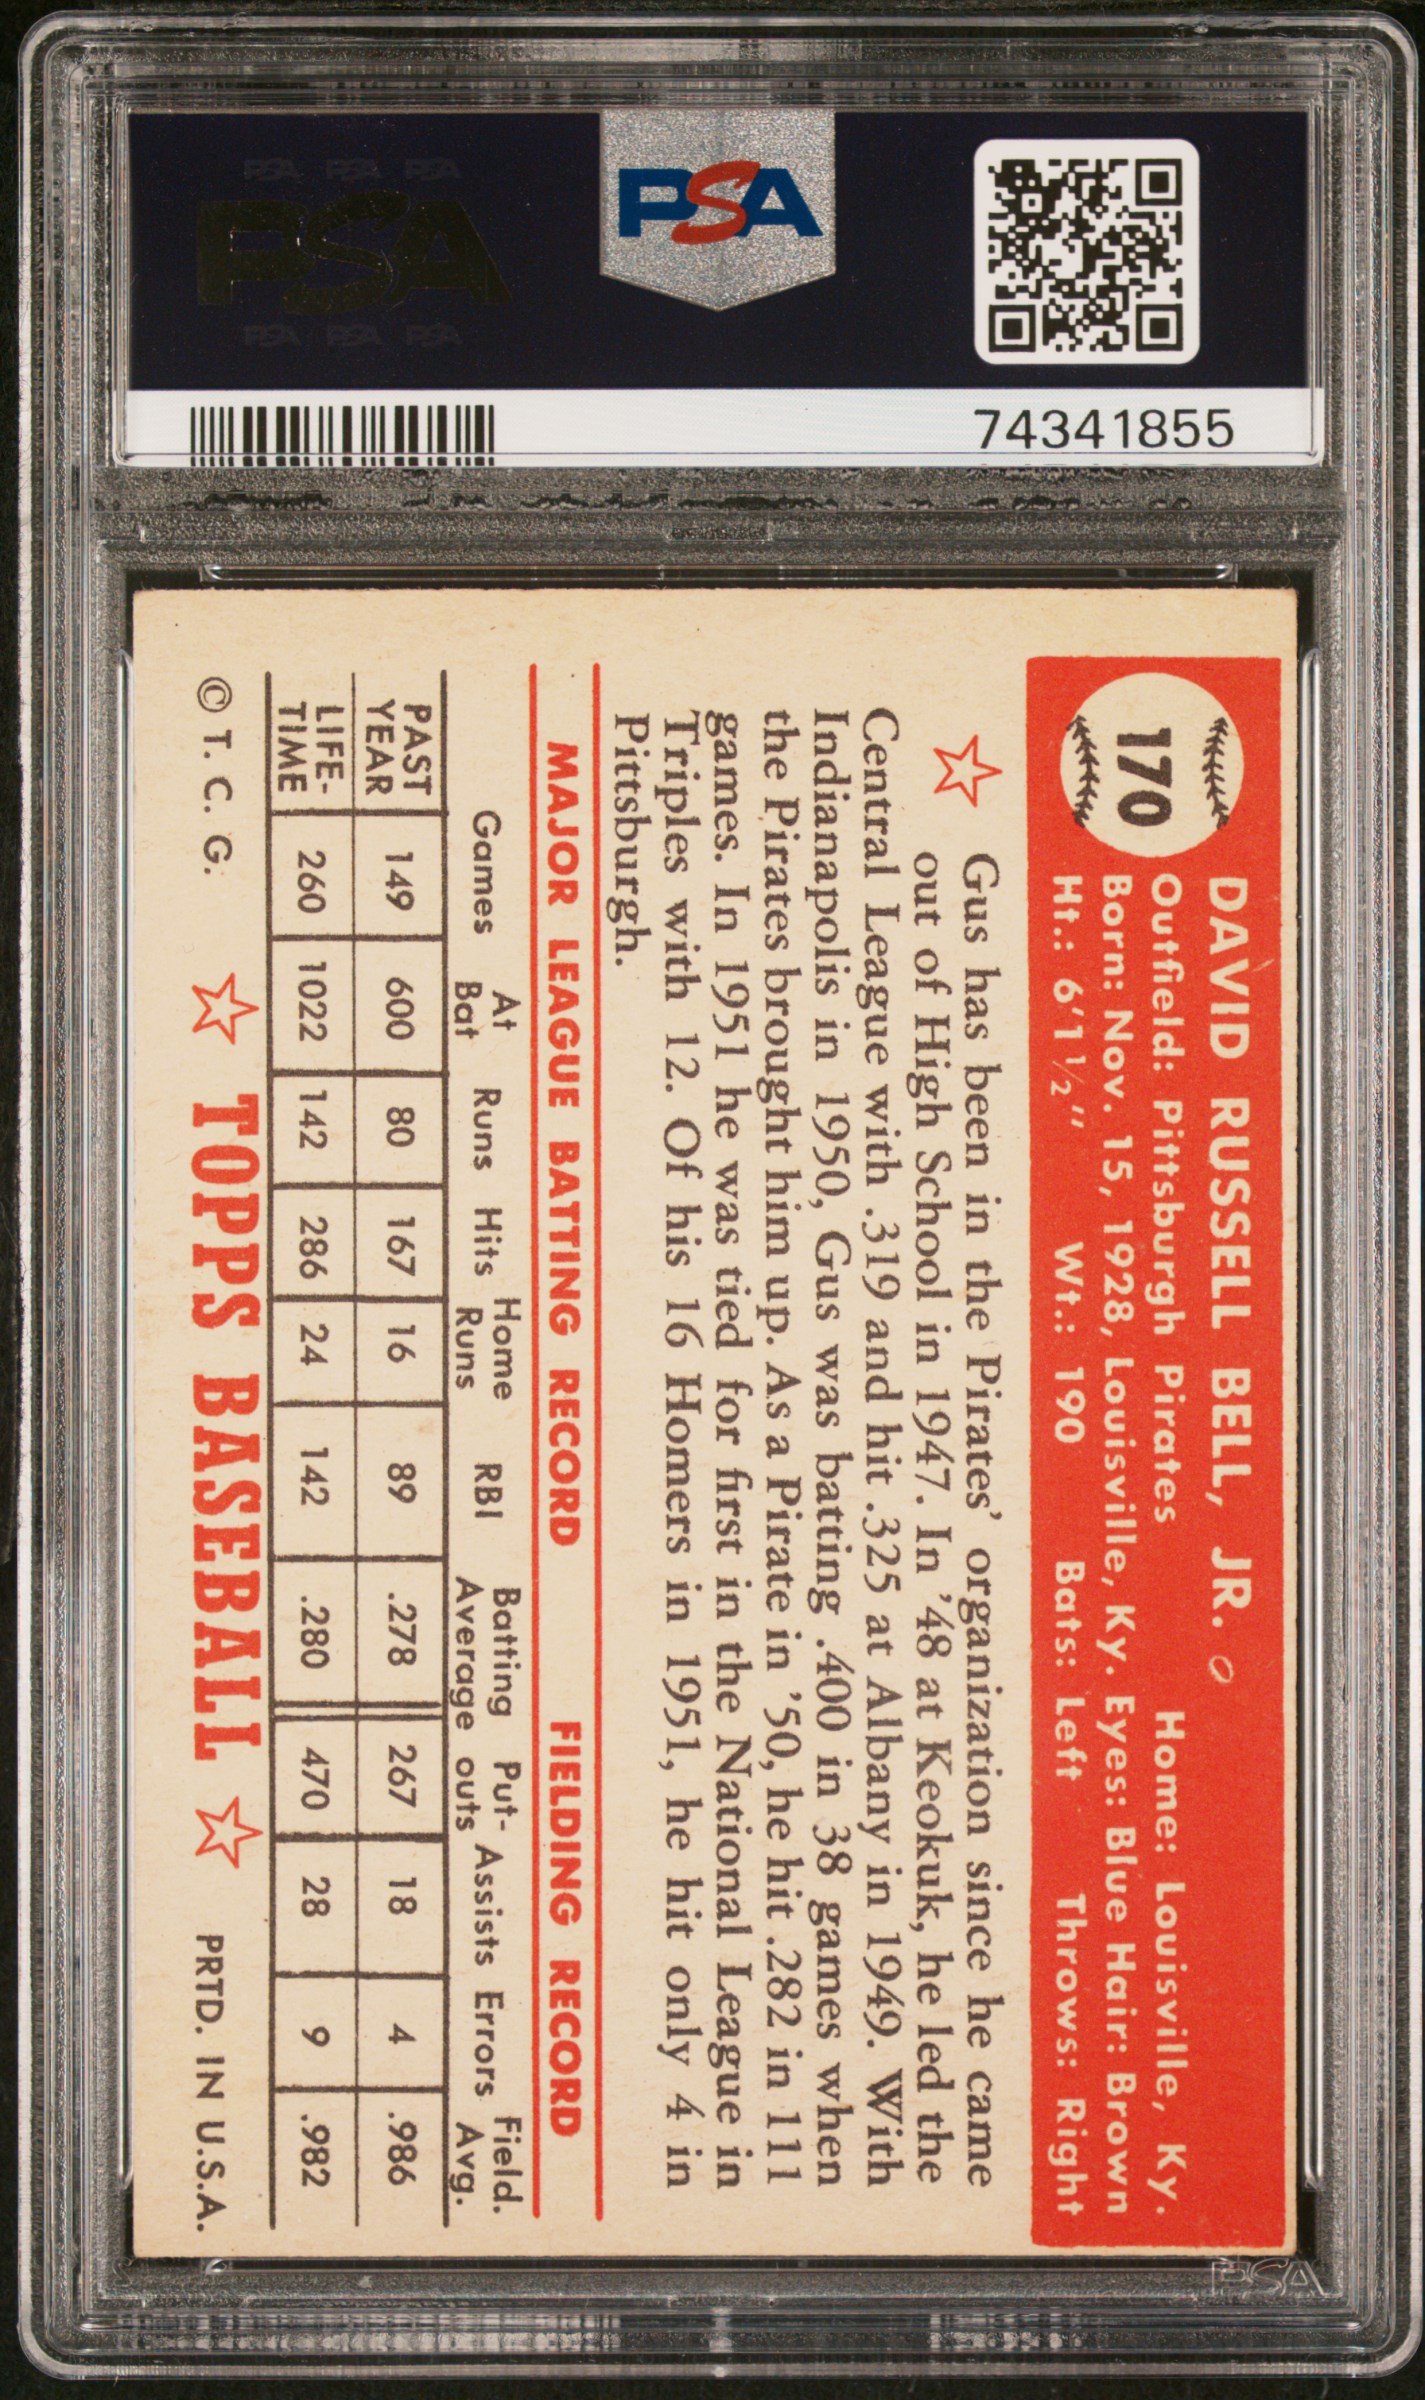 PSA PSA PSA
PSA
PSA PSA PSA
PSA
74341855
170
DAVID RUSSELL BELL, JR.
Outfield: Pittsburgh Pirates Home: Louisville, Ky.
Born: Nov. 15, 1928, Louisville, Ky. Eyes: Blue Hair: Brown
Ht.: 6'1½" Wt.: 190 Bats: Left Throws: Right
Gus has been in the Pirates' organization since he came
out of High School in 1947. In '48 at Keokuk, he led the
Central League with .319 and hit .325 at Albany in 1949. With
Indianapolis in 1950, Gus was batting .400 in 38 games when
the Pirates brought him up. As a Pirate in '50, he hit .282 in 111
games. In 1951 he was tied for first in the National League in
Triples with 12. Of his 16 Homers in 1951, he hit only 4 in
Pittsburgh.
MAJOR LEAGUE BATTING RECORD FIELDING RECORD
Games At Bat Runs Hits Home Runs RBI Batting Average Put-outs Assists Errors Field. Avg.
PAST YEAR 149 600 80 167 16 89 .278 267 18 4 .986
LIFE-TIME 260 1022 142 286 24 142 .280 470 28 9 .982
© T. C. G. TOPPS BASEBALL PRTD. IN U.S.A.
PSA